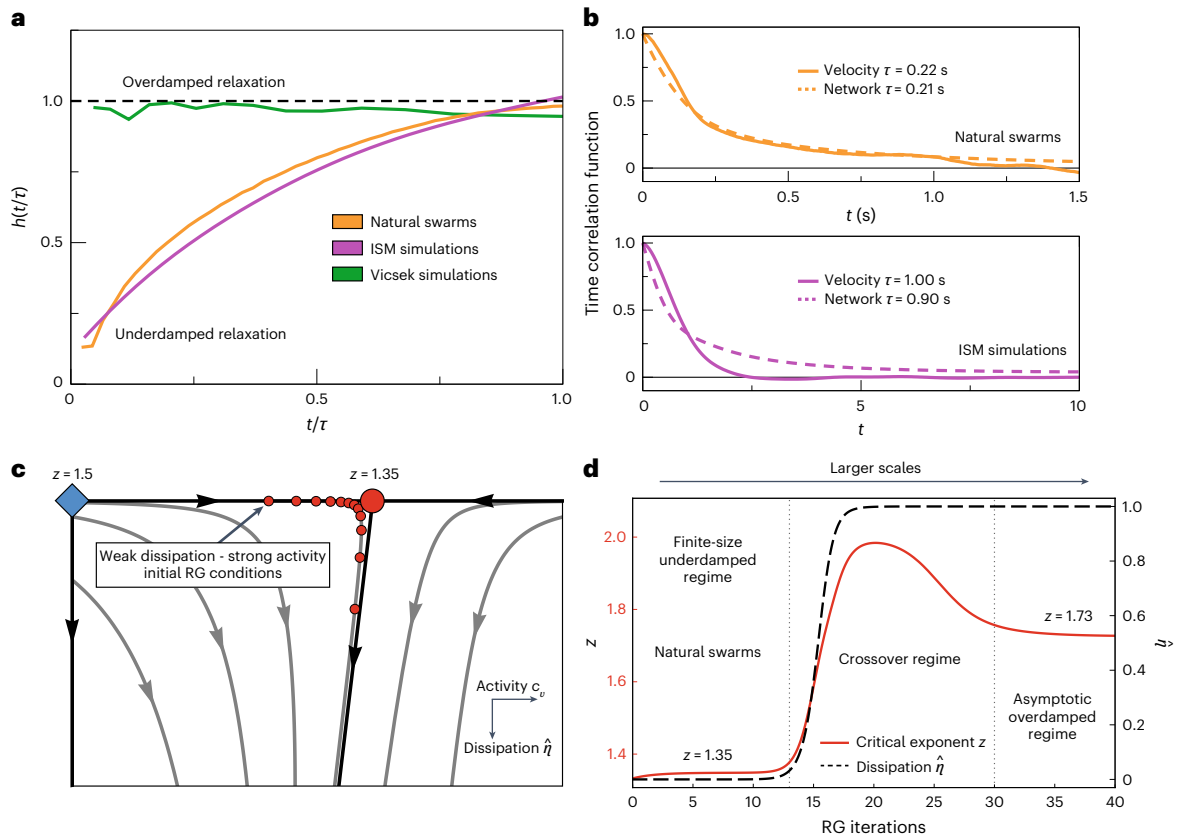 a
Overdamped relaxation
1.0
0.5
0
h(t/τ)
Natural swarms
ISM simulations
Vicsek simulations
Underdamped relaxation
0
0.5
1.0
t/τ
b
Time correlation function
1.0
0.5
0
Velocity τ = 0.22 s
Network τ = 0.21 s
Natural swarms
0
0.5
1.0
1.5
t (s)
1.0
0.5
0
Velocity τ = 1.00 s
Network τ = 0.90 s
ISM simulations
0
5
10
t
c
z = 1.5
z = 1.35
Weak dissipation - strong activity
initial RG conditions
Activity cᵥ
Dissipation η̂
d
Larger scales
2.0
1.8
1.6
1.4
z
Finite-size
underdamped
regime
Natural swarms
z = 1.35
Crossover regime
z = 1.73
Asymptotic
overdamped
regime
Critical exponent z
Dissipation η̂
1.0
0.8
0.6
0.4
0.2
0
η̂
0
5
10
15
20
25
30
35
40
RG iterations